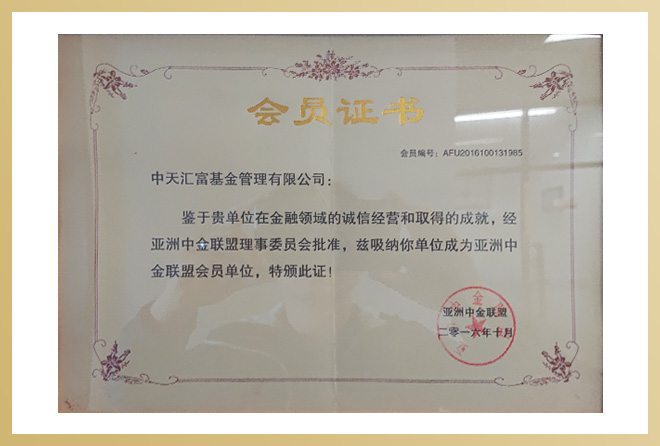 会员证书
会员编号：AFU2016100131985
中天汇富基金管理有限公司：
鉴于贵单位在金融领域的诚信经营和取得的成就，经
亚洲中金联盟理事委员会批准，兹吸纳你单位成为亚洲中
金联盟会员单位，特颁此证！
亚洲中金联盟
二零一六年十月